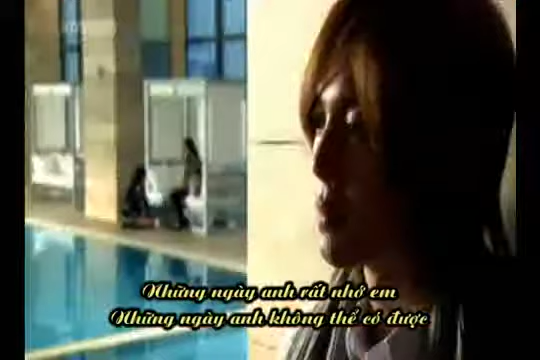 Những ngày anh rất nhớ em
Những ngày anh không thể có được